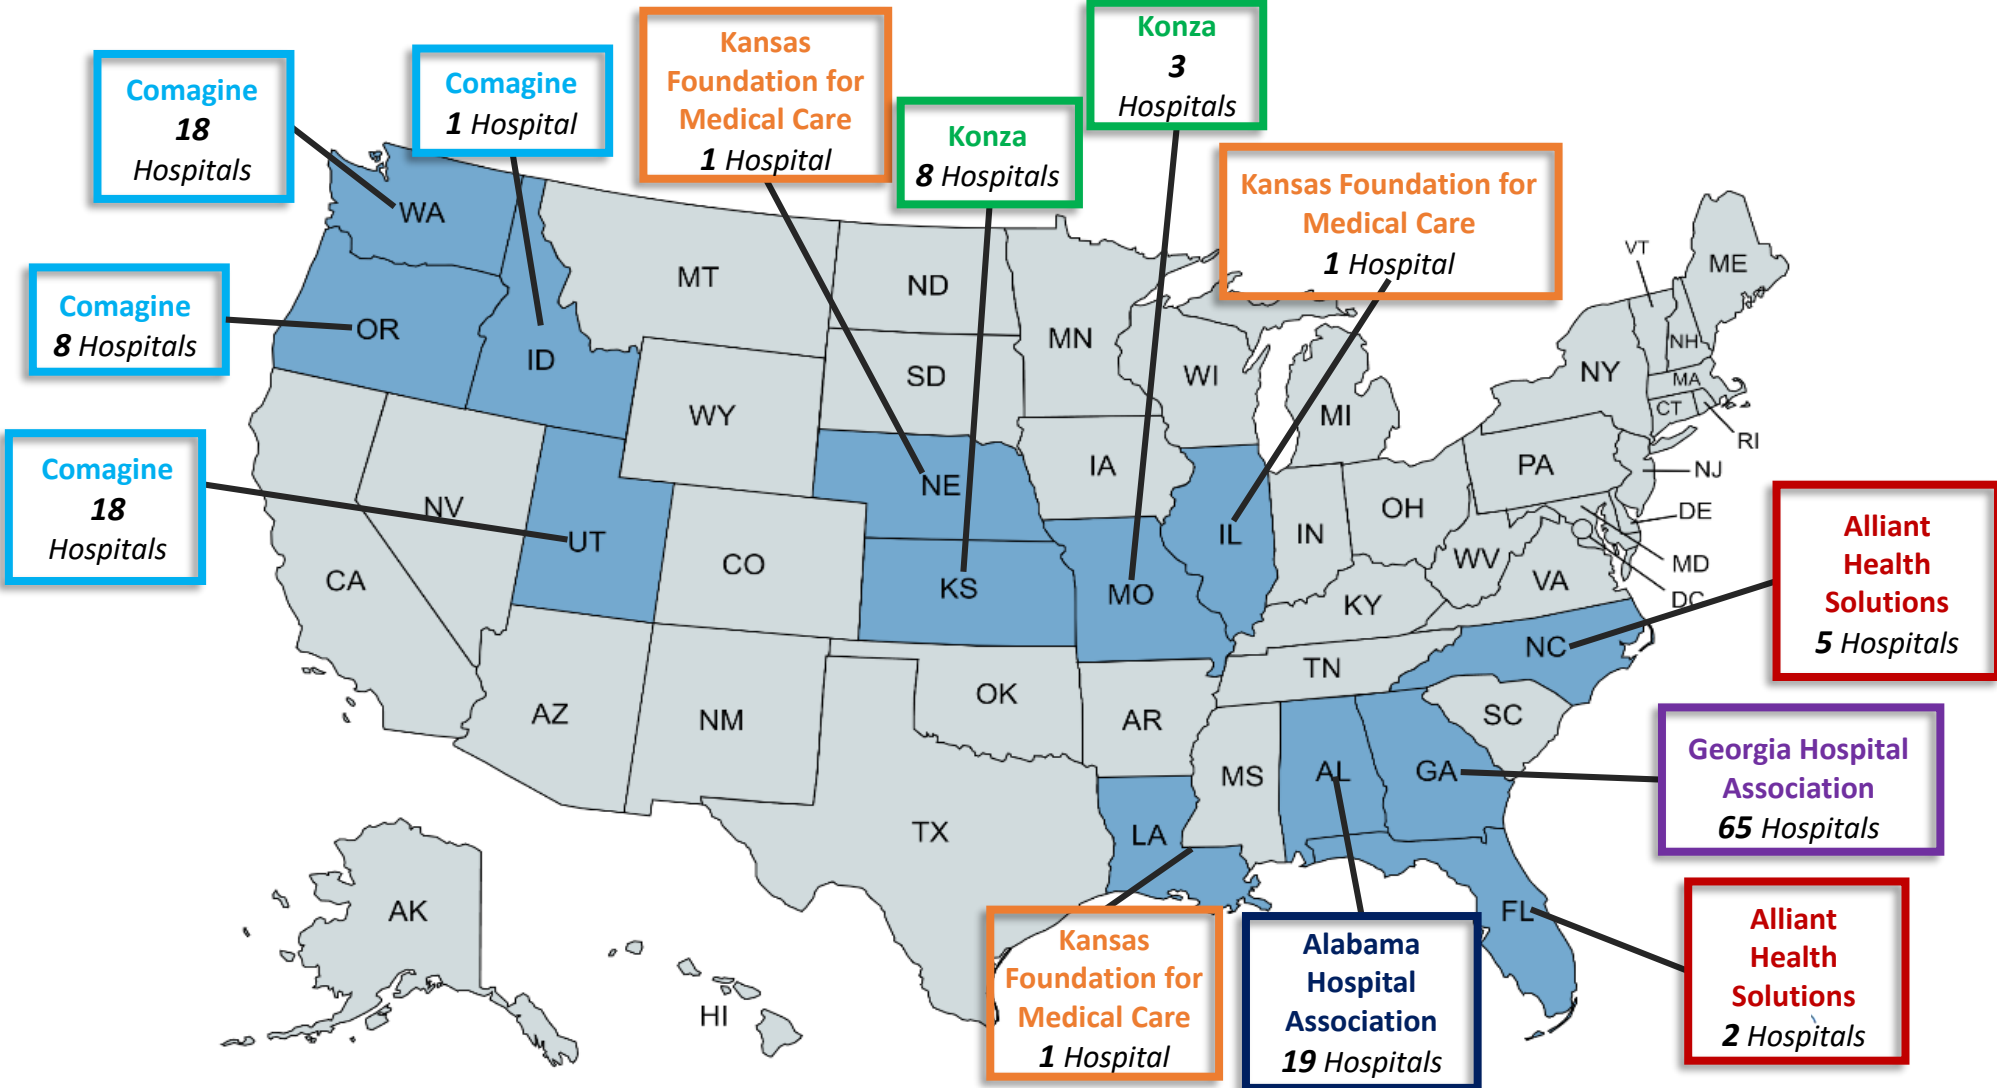 Comagine
18
Hospitals
Comagine
1 Hospital
Kansas
Foundation for
Medical Care
1 Hospital
Konza
8 Hospitals
Konza
3
Hospitals
Kansas Foundation for
Medical Care
1 Hospital
Comagine
8 Hospitals
Comagine
18
Hospitals
Alliant
Health
Solutions
5 Hospitals
Georgia Hospital
Association
65 Hospitals
Alliant
Health
Solutions
2 Hospitals
Alabama
Hospital
Association
19 Hospitals
Kansas
Foundation for
Medical Care
1 Hospital
WA
OR
ID
MT
ND
MN
SD
WI
WY
MI
VT
ME
NH
NY
MA
CT
RI
NE
IA
PA
NJ
NV
UT
CO
IL
IN
OH
DE
CA
KS
MO
WV
VA
MD
DC
KY
NC
AZ
NM
OK
AR
TN
SC
MS
AL
GA
TX
LA
FL
AK
HI